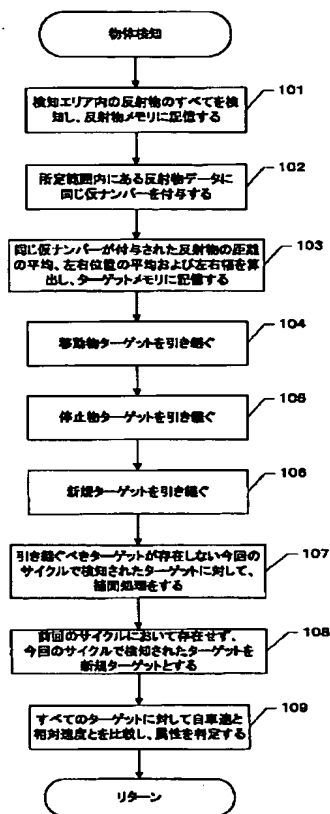 物体検知
101
検知エリア内の反射物のすべてを検
知し、反射物メモリに記憶する
102
所定範囲内にある反射物データに
同じ仮ナンバーを付与する
103
同じ仮ナンバーが付与された反射物の距離
の平均、左右位置の平均および左右幅を算
出し、ターゲットメモリに記憶する
104
移動物ターゲットを引き継ぐ
105
停止物ターゲットを引き継ぐ
106
新規ターゲットを引き継ぐ
107
引き継ぐべきターゲットが存在しない今回の
サイクルで検知されたターゲットに対して、
補間処理をする
108
前回のサイクルにおいて存在せず、
今回のサイクルで検知されたターゲットを
新規ターゲットとする
109
すべてのターゲットに対して自車速と
相対速度とを比較し、属性を判定する
リターン